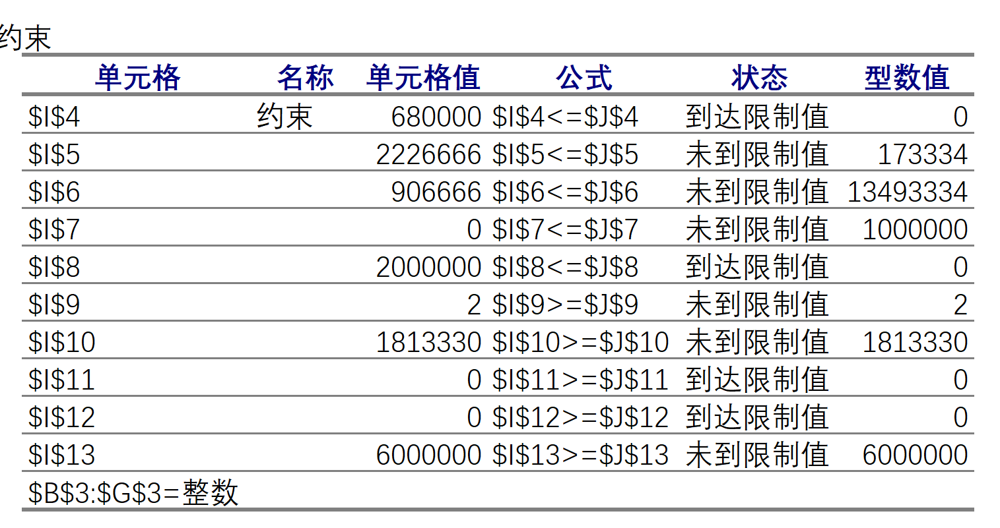 约束
单元格 名称 单元格值 公式 状态 型数值
$I$4 约束 680000 $I$4<=$J$4 到达限制值 0
$I$5 2226666 $I$5<=$J$5 未到限制值 173334
$I$6 906666 $I$6<=$J$6 未到限制值 13493334
$I$7 0 $I$7<=$J$7 未到限制值 1000000
$I$8 2000000 $I$8<=$J$8 到达限制值 0
$I$9 2 $I$9>=$J$9 未到限制值 2
$I$10 1813330 $I$10>=$J$10 未到限制值 1813330
$I$11 0 $I$11>=$J$11 到达限制值 0
$I$12 0 $I$12>=$J$12 到达限制值 0
$I$13 6000000 $I$13>=$J$13 未到限制值 6000000
$B$3:$G$3=整数